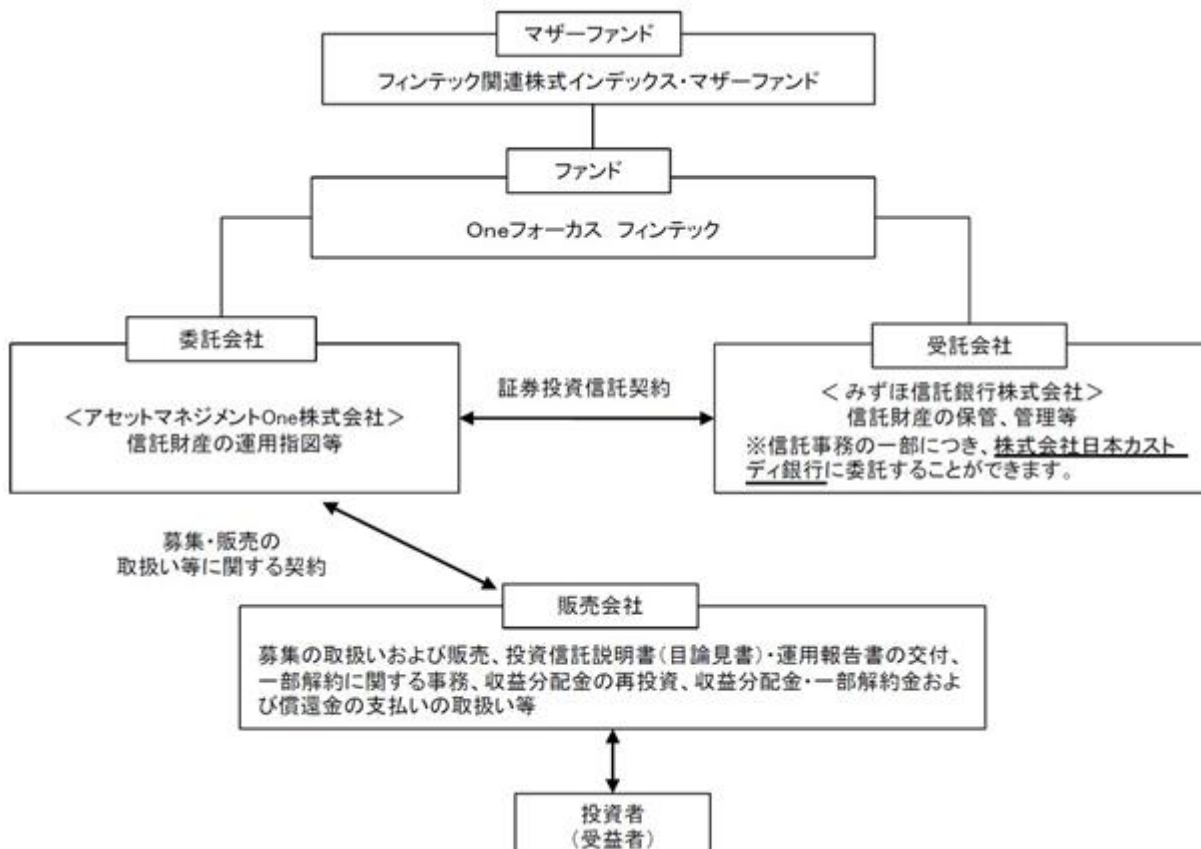 マザーファンド
フィンテック関連株式インデックス・マザーファンド
ファンド
Oneフォーカス フィンテック
委託会社
<アセットマネジメントOne株式会社>
信託財産の運用指図等
証券投資信託契約
受託会社
<みずほ信託銀行株式会社>
信託財産の保管、管理等
※信託事務の一部につき、株式会社日本カスト
ディ銀行に委託することができます。
募集・販売の
取扱い等に関する契約
販売会社
募集の取扱いおよび販売、投資信託説明書(目論見書)・運用報告書の交付、
一部解約に関する事務、収益分配金の再投資、収益分配金・一部解約金およ
び償還金の支払いの取扱い等
投資者
(受益者)